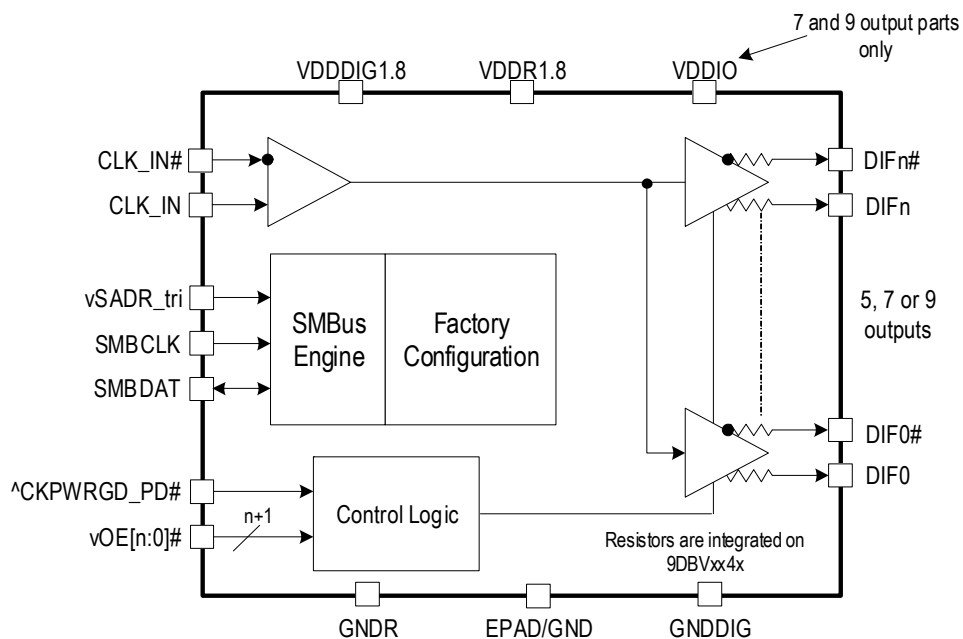 7 and 9 output parts
only
VDDDIG1.8
VDDR1.8
VDDIO
CLK_IN#
CLK_IN
DIFn#
DIFn
vSADR_tri
SMBCLK
SMBDAT
SMBus
Engine
Factory
Configuration
5, 7 or 9
outputs
DIF0#
DIF0
^CKPWRGD_PD#
vOE[n:0]#
n+1
Control Logic
Resistors are integrated on
9DBVxx4x
GNDR
EPAD/GND
GNDDIG